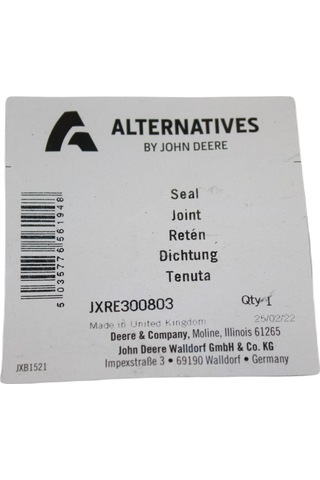 ALTERNATIVES
BY JOHN DEERE
Seal
Joint
Retén
Dichtung
Tenuta
5 035776 561948
JXRE300803
Qty 1
Made in United Kingdom
25/02/22
Deere & Company, Moline, Illinois 61265
John Deere Walldorf GmbH & Co. KG
Impexstraße 3 • 69190 Walldorf • Germany
JXB1521